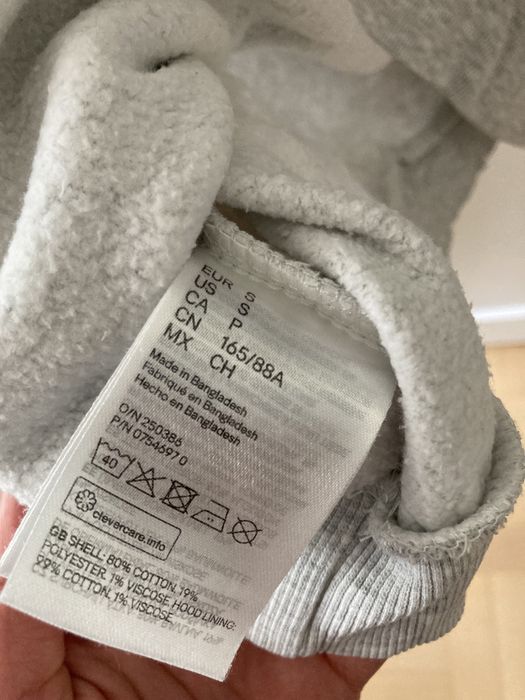 EUR S
US S
CA P
CN 165/88A
MX CH
Made in Bangladesh
Fabriqué en Bangladesh
Hecho en Bangladesh
O/N 250386
P/N 0754697 0
40
clevercare.info
GB SHELL: 80% COTTON. 19%
POLYESTER. 1% VISCOSE. HOOD LINING:
99% COTTON. 1% VISCOSE